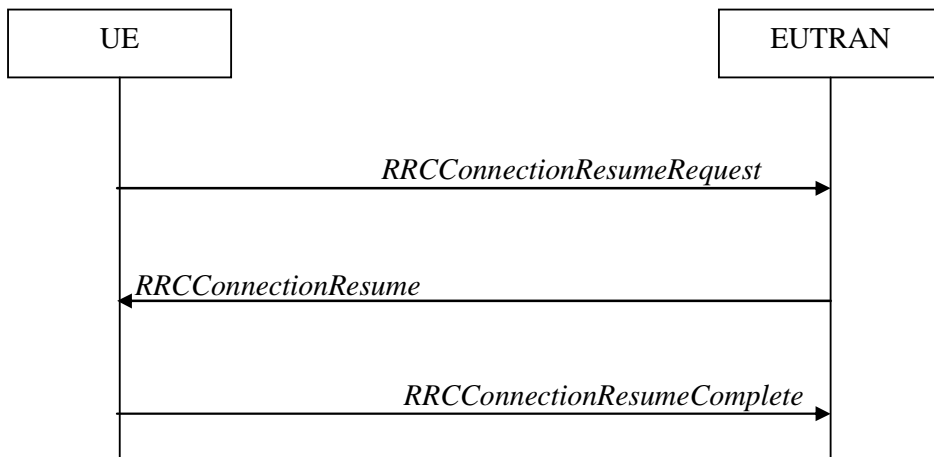 UE
EUTRAN
RRCConnectionResumeRequest
RRCConnectionResume
RRCConnectionResumeComplete